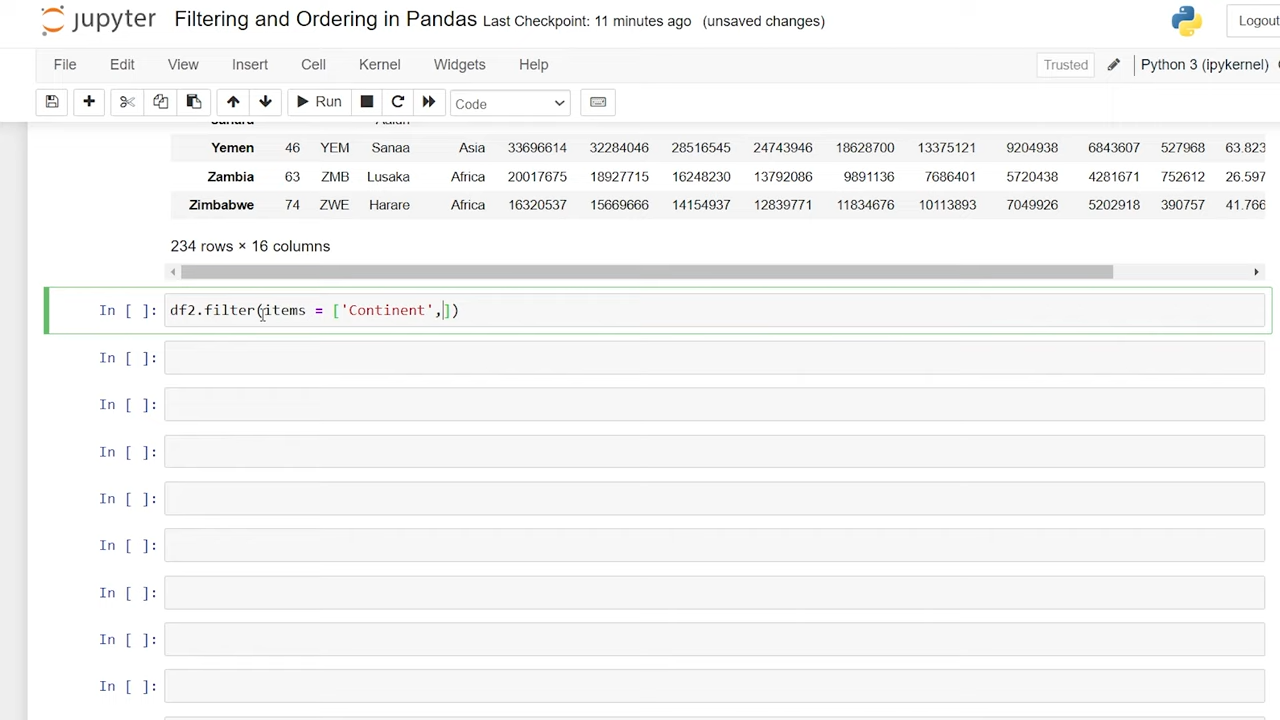 jupyter Filtering and Ordering in Pandas Last Checkpoint: 11 minutes ago (unsaved changes) Logout
File Edit View Insert Cell Kernel Widgets Help Trusted Python 3 (ipykernel)
Run Code
Yemen 46 YEM Sanaa Asia 33696614 32284046 28516545 24743946 18628700 13375121 9204938 6843607 527968 63.823
Zambia 63 ZMB Lusaka Africa 20017675 18927715 16248230 13792086 9891136 7686401 5720438 4281671 752612 26.597
Zimbabwe 74 ZWE Harare Africa 16320537 15669666 14154937 12839771 11834676 10113893 7049926 5202918 390757 41.766
234 rows × 16 columns
In [ ]: df2.filter(items = ['Continent',])
In [ ]:
In [ ]:
In [ ]:
In [ ]:
In [ ]:
In [ ]:
In [ ]:
In [ ]: